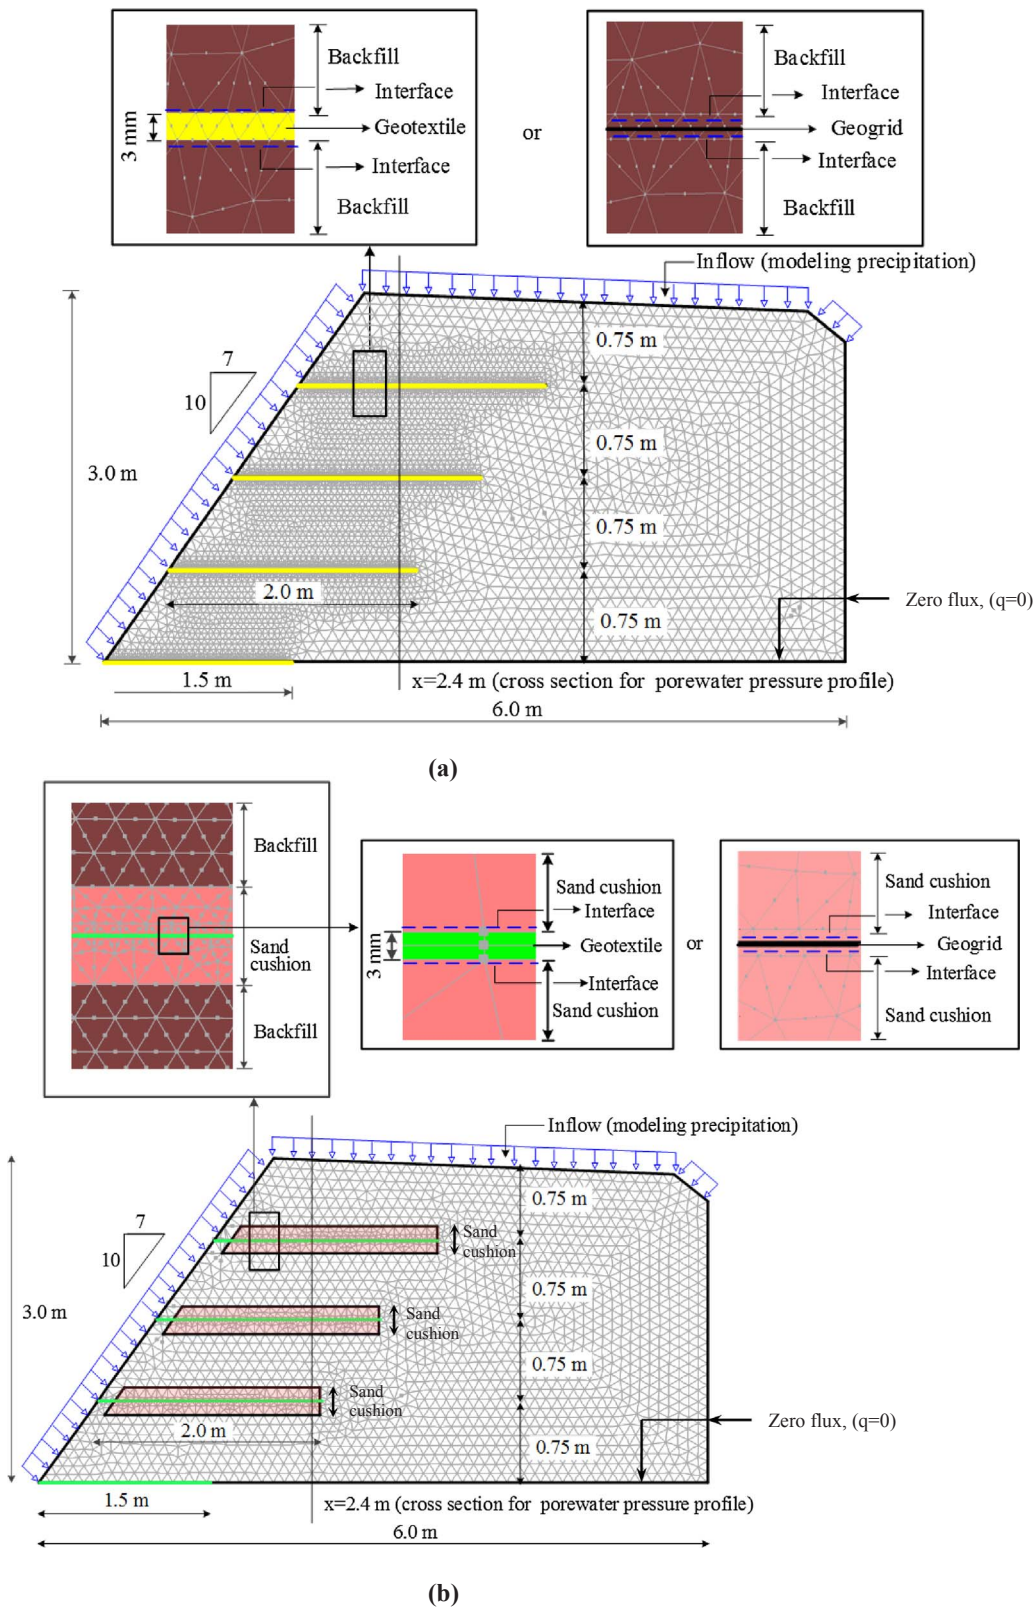 Backfill
Interface
Geotextile
3 mm
Interface
Backfill
or
Backfill
Interface
Geogrid
Interface
Backfill
Inflow (modeling precipitation)
0.75 m
7
10
0.75 m
3.0 m
0.75 m
2.0 m
0.75 m
Zero flux, (q=0)
1.5 m
x=2.4 m (cross section for porewater pressure profile)
6.0 m
(a)
Backfill
Sand
cushion
Backfill
Sand cushion
Interface
3 mm
Geotextile
Interface
Sand cushion
or
Sand cushion
Interface
Geogrid
Interface
Sand cushion
Inflow (modeling precipitation)
0.75 m
7
10
Sand
cushion
0.75 m
3.0 m
Sand
cushion
0.75 m
Sand
cushion
2.0 m
0.75 m
Zero flux, (q=0)
1.5 m
x=2.4 m (cross section for porewater pressure profile)
6.0 m
(b)